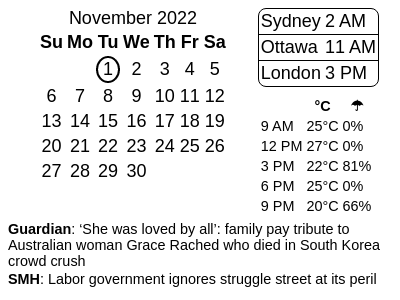 November 2022
Su Mo Tu We Th Fr Sa
1 2 3 4 5
6 7 8 9 10 11 12
13 14 15 16 17 18 19
20 21 22 23 24 25 26
27 28 29 30
Sydney 2 AM
Ottawa 11 AM
London 3 PM
°C ☂
9 AM 25°C 0%
12 PM 27°C 0%
3 PM 22°C 81%
6 PM 25°C 0%
9 PM 20°C 66%
Guardian: ‘She was loved by all’: family pay tribute to
Australian woman Grace Rached who died in South Korea
crowd crush
SMH: Labor government ignores struggle street at its peril